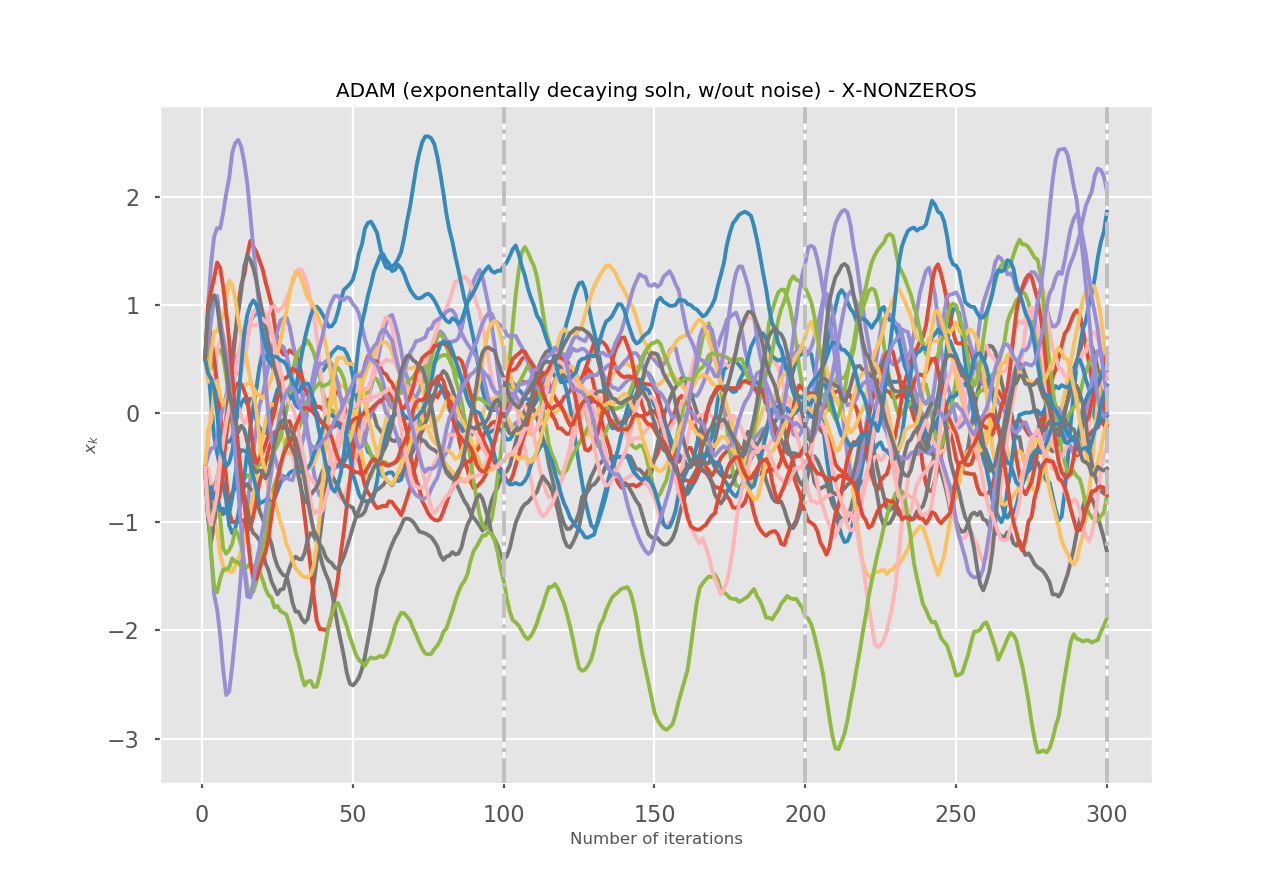 ADAM (exponentially decaying soln, w/out noise) - X-NONZEROS
2
1
0
−1
−2
−3
x_k
0 50 100 150 200 250 300
Number of iterations